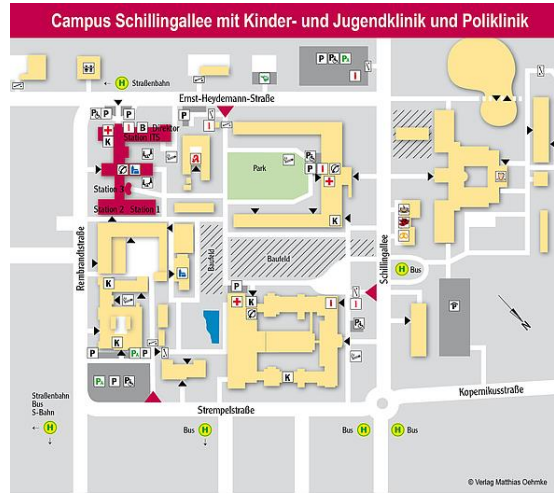 Campus Schillingallee mit Kinder- und Jugendklinik und Poliklinik
P P P
I
H Straßenbahn
Ernst-Heydemann-Straße
P P P
I B Direktor
Station ITS
K
I
Park
P
P I
Station 3
Station 2 Station 1
K
Rembrandtstraße
Schillingallee
Baufeld
Baufeld
H Bus
K
P
K
I I
P
K
P P P
K
P P P
Strempelstraße
Kopernikusstraße
Straßenbahn
Bus
S-Bahn
H
Bus
H
Bus H
H Bus
© Verlag Matthias Oehmke